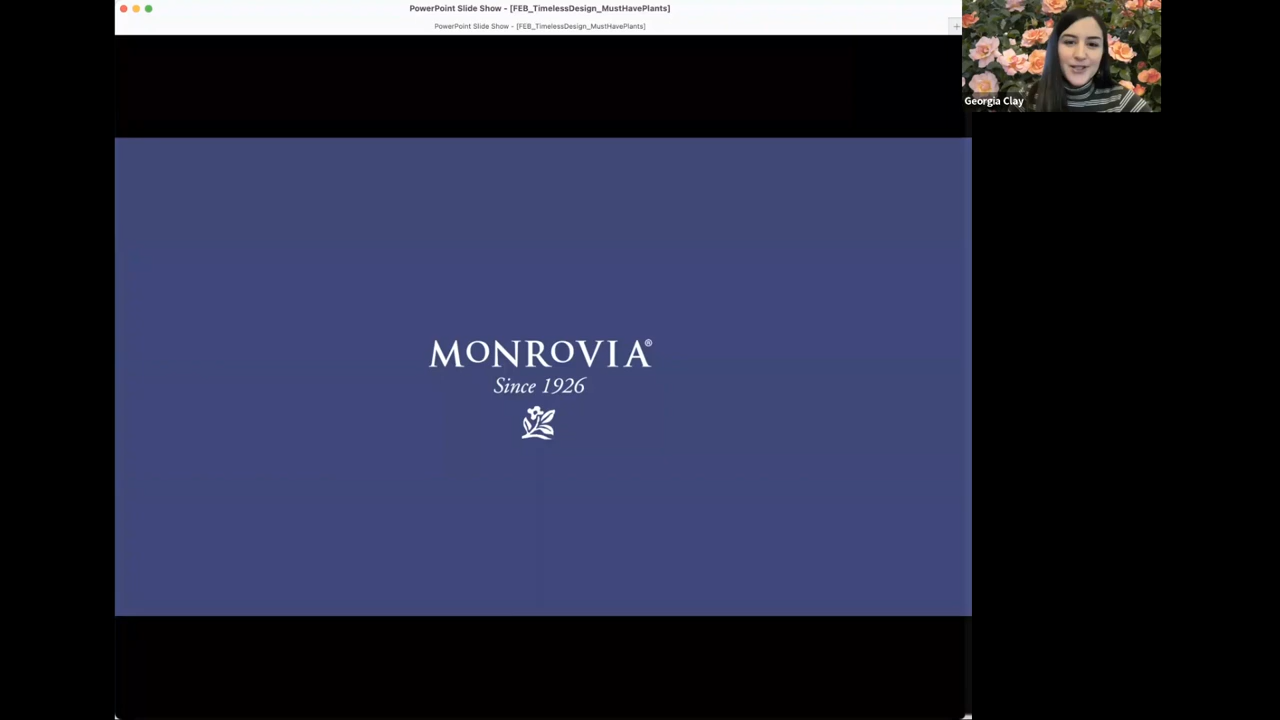 PowerPoint Slide Show - [FEB_TimelessDesign_MustHavePlants]
PowerPoint Slide Show - [FEB_TimelessDesign_MustHavePlants]
Georgia Clay
MONROVIA®
Since 1926